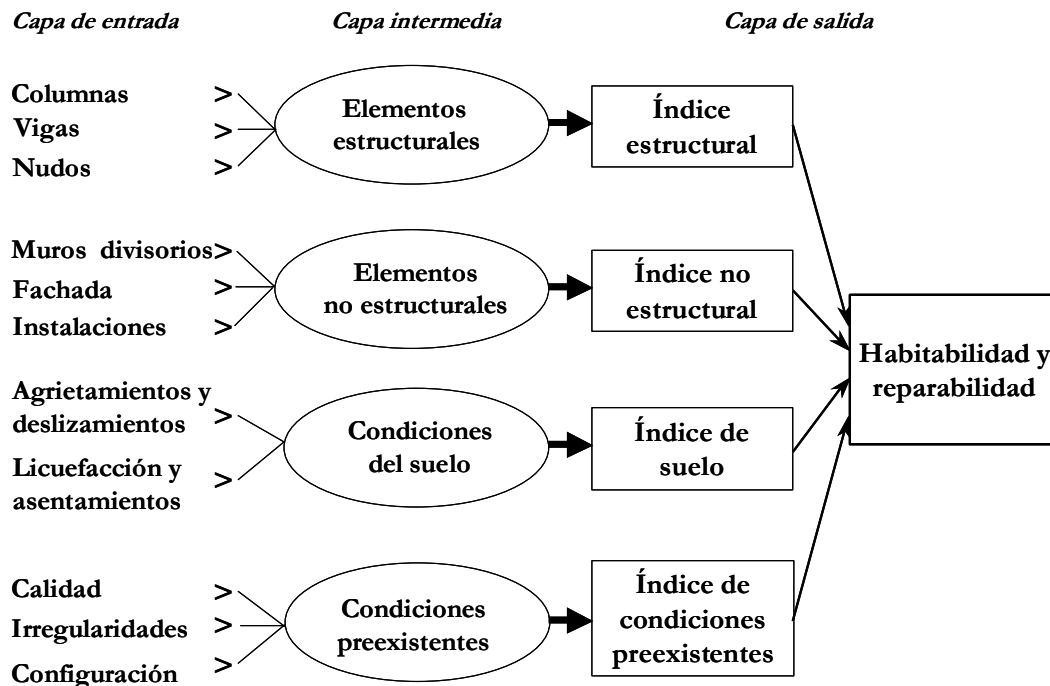 Capa de entrada
Capa intermedia
Capa de salida
Columnas >
Vigas >
Nudos >
Elementos
estructurales
Índice
estructural
Muros divisorios>
Fachada >
Instalaciones >
Elementos
no estructurales
Índice no
estructural
Agrietamientos y
deslizamientos >
Licuefacción y
asentamientos >
Condiciones
del suelo
Índice de
suelo
Calidad >
Irregularidades >
Configuración >
Condiciones
preexistentes
Índice de
condiciones
preexistentes
Habitabilidad y
reparabilidad